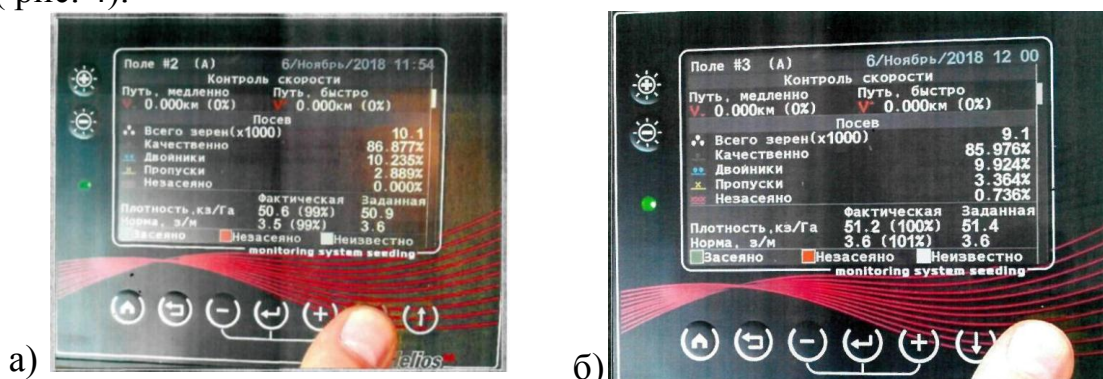 ( рис. 4).
Поле #2 (А) 6/Ноябрь/2018 11:54
Контроль скорости
Путь, медленно Путь, быстро
V- 0.000км (0%) V+ 0.000км (0%)
Посев
Всего зерен(x1000) 10.1
Качественно 86.877%
Двойники 10.235%
Пропуски 2.889%
Незасеяно 0.000%
Фактическая Заданная
Плотность,кз/Га 50.6 (99%) 50.9
Норма, з/м 3.5 (99%) 3.6
Засеяно Незасеяно Неизвестно
monitoring system seeding
elios
а)
Поле #3 (А) 6/Ноябрь/2018 12 00
Контроль скорости
Путь, медленно Путь, быстро
V- 0.000км (0%) V+ 0.000км (0%)
Посев
Всего зерен(x1000) 9.1
Качественно 85.976%
Двойники 9.924%
Пропуски 3.364%
Незасеяно 0.736%
Фактическая Заданная
Плотность,кз/Га 51.2 (100%) 51.4
Норма, з/м 3.6 (101%) 3.6
Засеяно Незасеяно Неизвестно
monitoring system seeding
б)